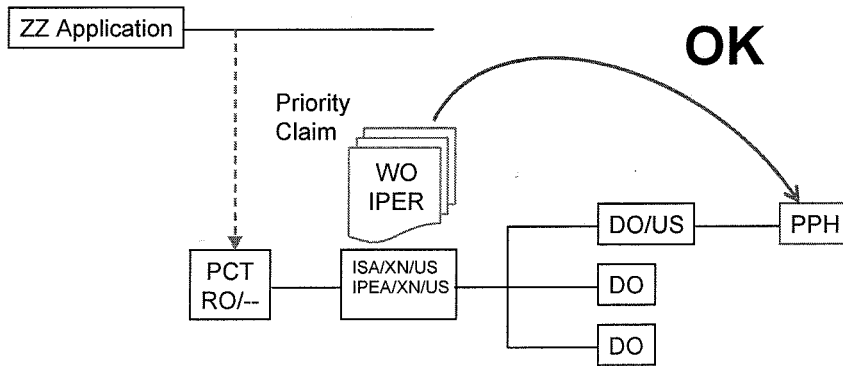 ZZ Application
OK
Priority
Claim
WO
IPER
DO/US
PPH
PCT
RO/--
ISA/XN/US
IPEA/XN/US
DO
DO